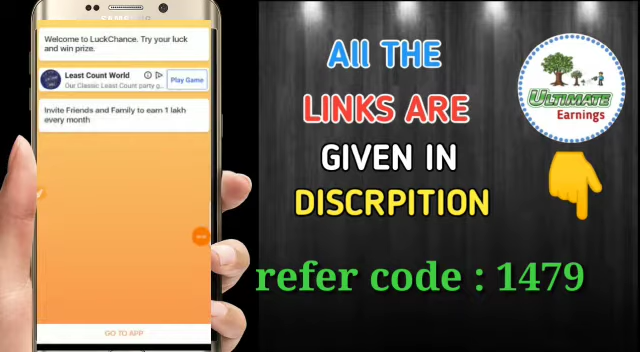 SAMSUNG
Welcome to LuckChance. Try your luck
and win prize.
Least Count World
Our Classic Least Count party g...
Play Game
Invite Friends and Family to earn 1 lakh
every month
GO TO APP
All THE
LINKS ARE
GIVEN IN
DISCRPITION
refer code : 1479
ULTIMATE
Earnings